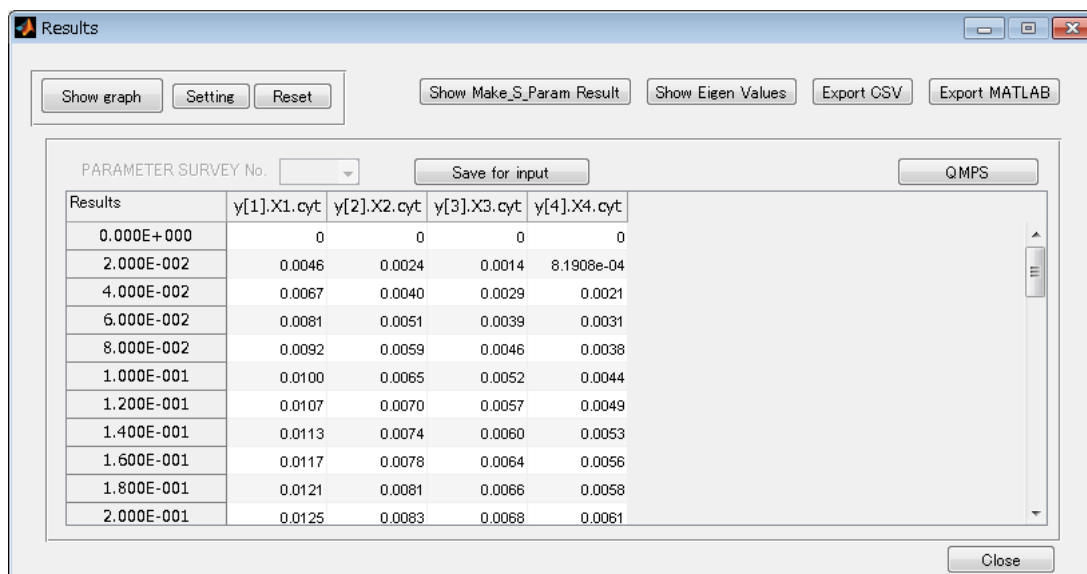 Results
Show graph Setting Reset Show Make_S_Param Result Show Eigen Values Export CSV Export MATLAB
PARAMETER SURVEY No. Save for input QMPS
Results y[1].X1.cyt y[2].X2.cyt y[3].X3.cyt y[4].X4.cyt
0.000E+000 0 0 0 0
2.000E-002 0.0046 0.0024 0.0014 8.1908e-04
4.000E-002 0.0067 0.0040 0.0029 0.0021
6.000E-002 0.0081 0.0051 0.0039 0.0031
8.000E-002 0.0092 0.0059 0.0046 0.0038
1.000E-001 0.0100 0.0065 0.0052 0.0044
1.200E-001 0.0107 0.0070 0.0057 0.0049
1.400E-001 0.0113 0.0074 0.0060 0.0053
1.600E-001 0.0117 0.0078 0.0064 0.0056
1.800E-001 0.0121 0.0081 0.0066 0.0058
2.000E-001 0.0125 0.0083 0.0068 0.0061
Close